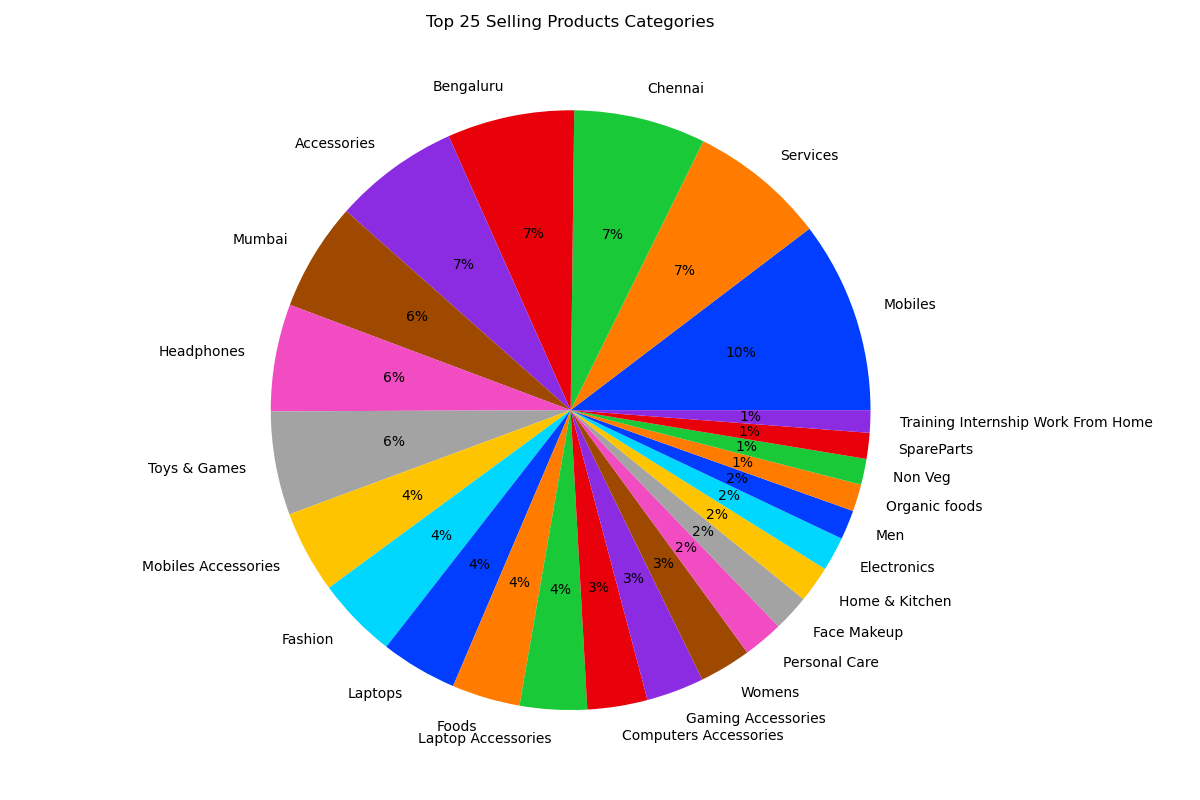 Top 25 Selling Products Categories
Mobiles
10%
Services
7%
Chennai
7%
Bengaluru
7%
Accessories
7%
Mumbai
6%
Headphones
6%
Toys & Games
6%
Mobiles Accessories
4%
Fashion
4%
Laptops
4%
Foods
4%
Laptop Accessories
4%
Computers Accessories
3%
Gaming Accessories
3%
Womens
3%
Personal Care
2%
Face Makeup
2%
Home & Kitchen
2%
Electronics
2%
Men
2%
Organic foods
1%
Non Veg
1%
SpareParts
1%
Training Internship Work From Home
1%